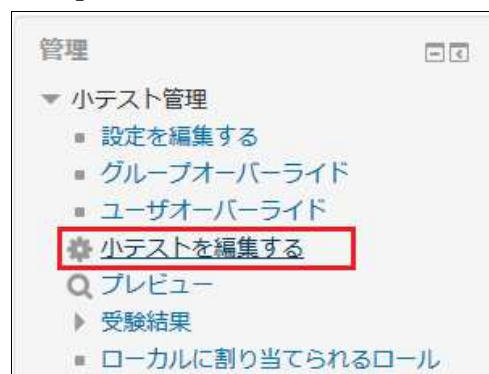 管理
小テスト管理
設定を編集する
グループオーバーライド
ユーザオーバーライド
小テストを編集する
プレビュー
受験結果
ローカルに割り当てられるロール